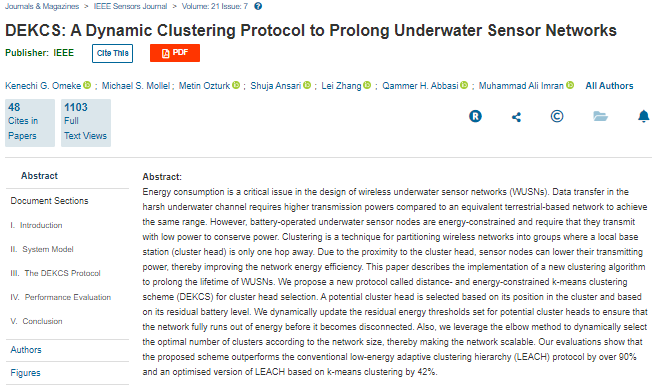 Journals & Magazines > IEEE Sensors Journal > Volume: 21 Issue: 7 ?
DEKCS: A Dynamic Clustering Protocol to Prolong Underwater Sensor Networks
Publisher: IEEE Cite This PDF
Kenechi G. Omeke iD ; Michael S. Mollel ; Metin Ozturk iD ; Shuja Ansari iD ; Lei Zhang iD ; Qammer H. Abbasi iD ; Muhammad Ali Imran iD All Authors
48 1103
Cites in Full
Papers Text Views
R ©
Abstract
Document Sections
I. Introduction
II. System Model
III. The DEKCS Protocol
IV. Performance Evaluation
V. Conclusion
Authors
Figures
Abstract:
Energy consumption is a critical issue in the design of wireless underwater sensor networks (WUSNs). Data transfer in the
harsh underwater channel requires higher transmission powers compared to an equivalent terrestrial-based network to achieve
the same range. However, battery-operated underwater sensor nodes are energy-constrained and require that they transmit
with low power to conserve power. Clustering is a technique for partitioning wireless networks into groups where a local base
station (cluster head) is only one hop away. Due to the proximity to the cluster head, sensor nodes can lower their transmitting
power, thereby improving the network energy efficiency. This paper describes the implementation of a new clustering algorithm
to prolong the lifetime of WUSNs. We propose a new protocol called distance- and energy-constrained k-means clustering
scheme (DEKCS) for cluster head selection. A potential cluster head is selected based on its position in the cluster and based
on its residual battery level. We dynamically update the residual energy thresholds set for potential cluster heads to ensure that
the network fully runs out of energy before it becomes disconnected. Also, we leverage the elbow method to dynamically select
the optimal number of clusters according to the network size, thereby making the network scalable. Our evaluations show that
the proposed scheme outperforms the conventional low-energy adaptive clustering hierarchy (LEACH) protocol by over 90%
and an optimised version of LEACH based on k-means clustering by 42%.